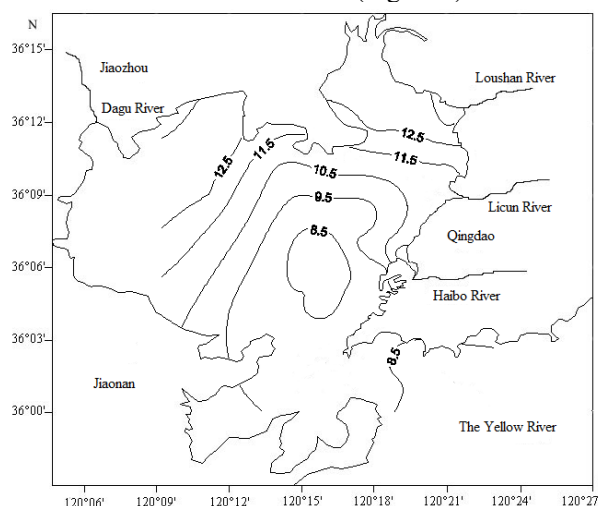 N
36°15'
Jiaozhou
Loushan River
Dagu River
36°12'
12.5
11.5
12.5
11.5
10.5
36°09'
9.5
Licun River
8.5
Qingdao
36°06'
Haibo River
36°03'
8.5
Jiaonan
36°00'
The Yellow River
120°06' 120°09' 120°12' 120°15' 120°18' 120°21' 120°24' 120°27